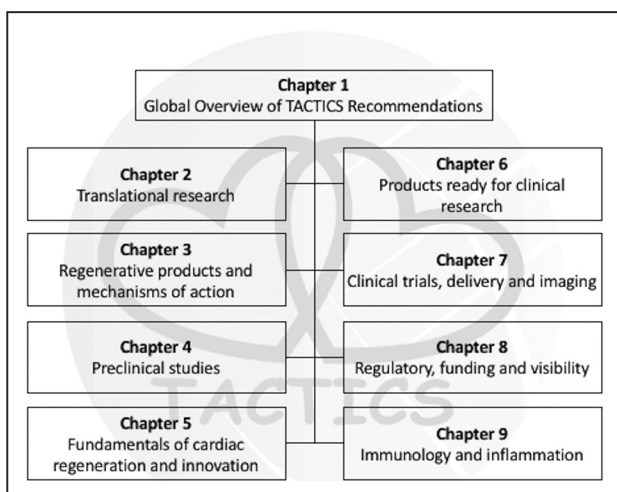 Chapter 1
Global Overview of TACTICS Recommendations
Chapter 2
Translational research
Chapter 3
Regenerative products and
mechanisms of action
Chapter 4
Preclinical studies
Chapter 5
Fundamentals of cardiac
regeneration and innovation
Chapter 6
Products ready for clinical
research
Chapter 7
Clinical trials, delivery and imaging
Chapter 8
Regulatory, funding and visibility
Chapter 9
Immunology and inflammation
TACTICS